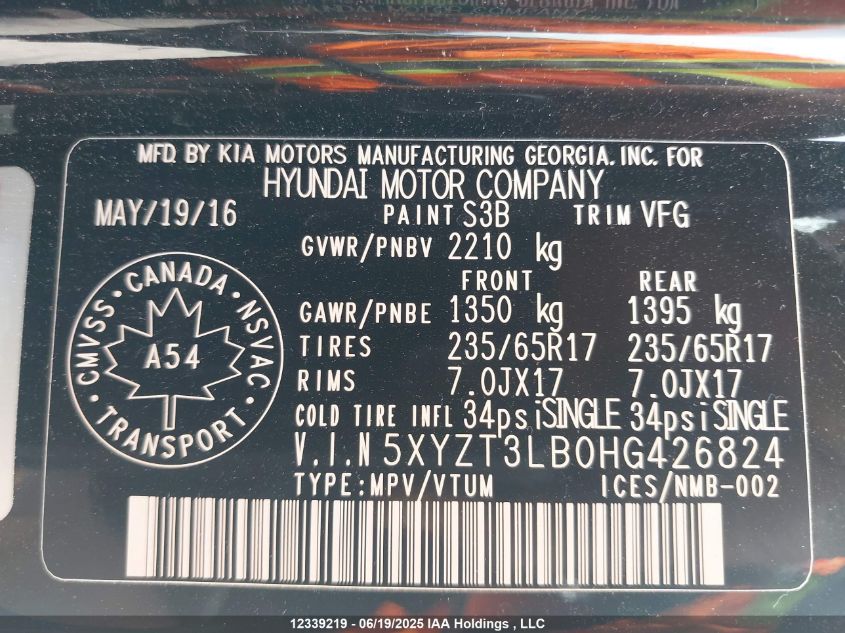 MFD. BY KIA MOTORS MANUFACTURING GEORGIA. INC. FOR
HYUNDAI MOTOR COMPANY
MAY/19/16 PAINT S3B TRIM VFG
GVWR/PNBV 2210 kg
FRONT REAR
GAWR/PNBE 1350 kg 1395 kg
TIRES 235/65R17 235/65R17
RIMS 7.0JX17 7.0JX17
COLD TIRE INFL 34psiSINGLE 34psiSINGLE
V.I.N 5XYZT3LB0HG426824
TYPE:MPV/VTUM ICES/NMB-002
CMVSS · CANADA · NSVAC · TRANSPORT ·
A54
12339219 - 06/19/2025 IAA Holdings , LLC